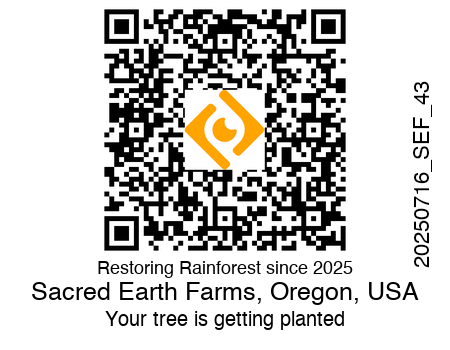 Restoring Rainforest since 2025
Sacred Earth Farms, Oregon, USA
Your tree is getting planted
20250716_SEF_43